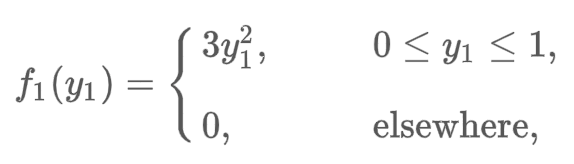 f₁(y₁) = { 3y₁², 0 ≤ y₁ ≤ 1,
0, elsewhere,